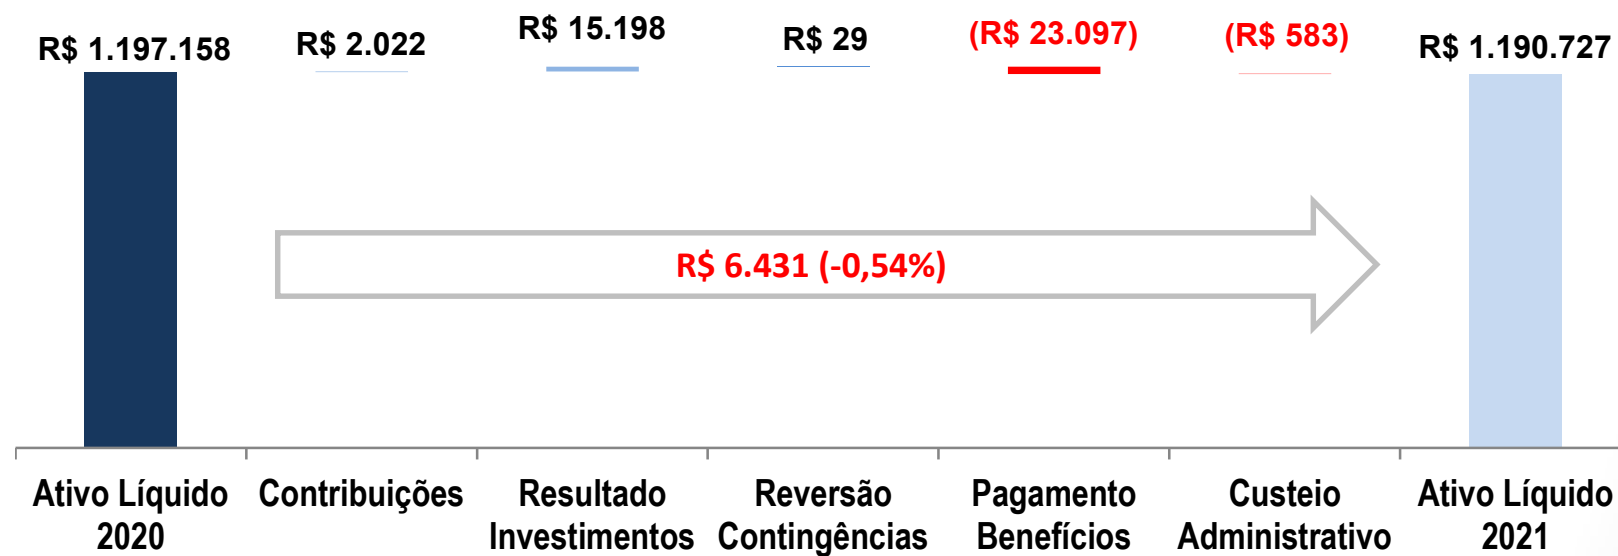 R$ 1.197.158
R$ 2.022
R$ 15.198
R$ 29
(R$ 23.097)
(R$ 583)
R$ 1.190.727
R$ 6.431 (-0,54%)
Ativo Líquido
2020
Contribuições
Resultado
Investimentos
Reversão
Contingências
Pagamento
Benefícios
Custeio
Administrativo
Ativo Líquido
2021